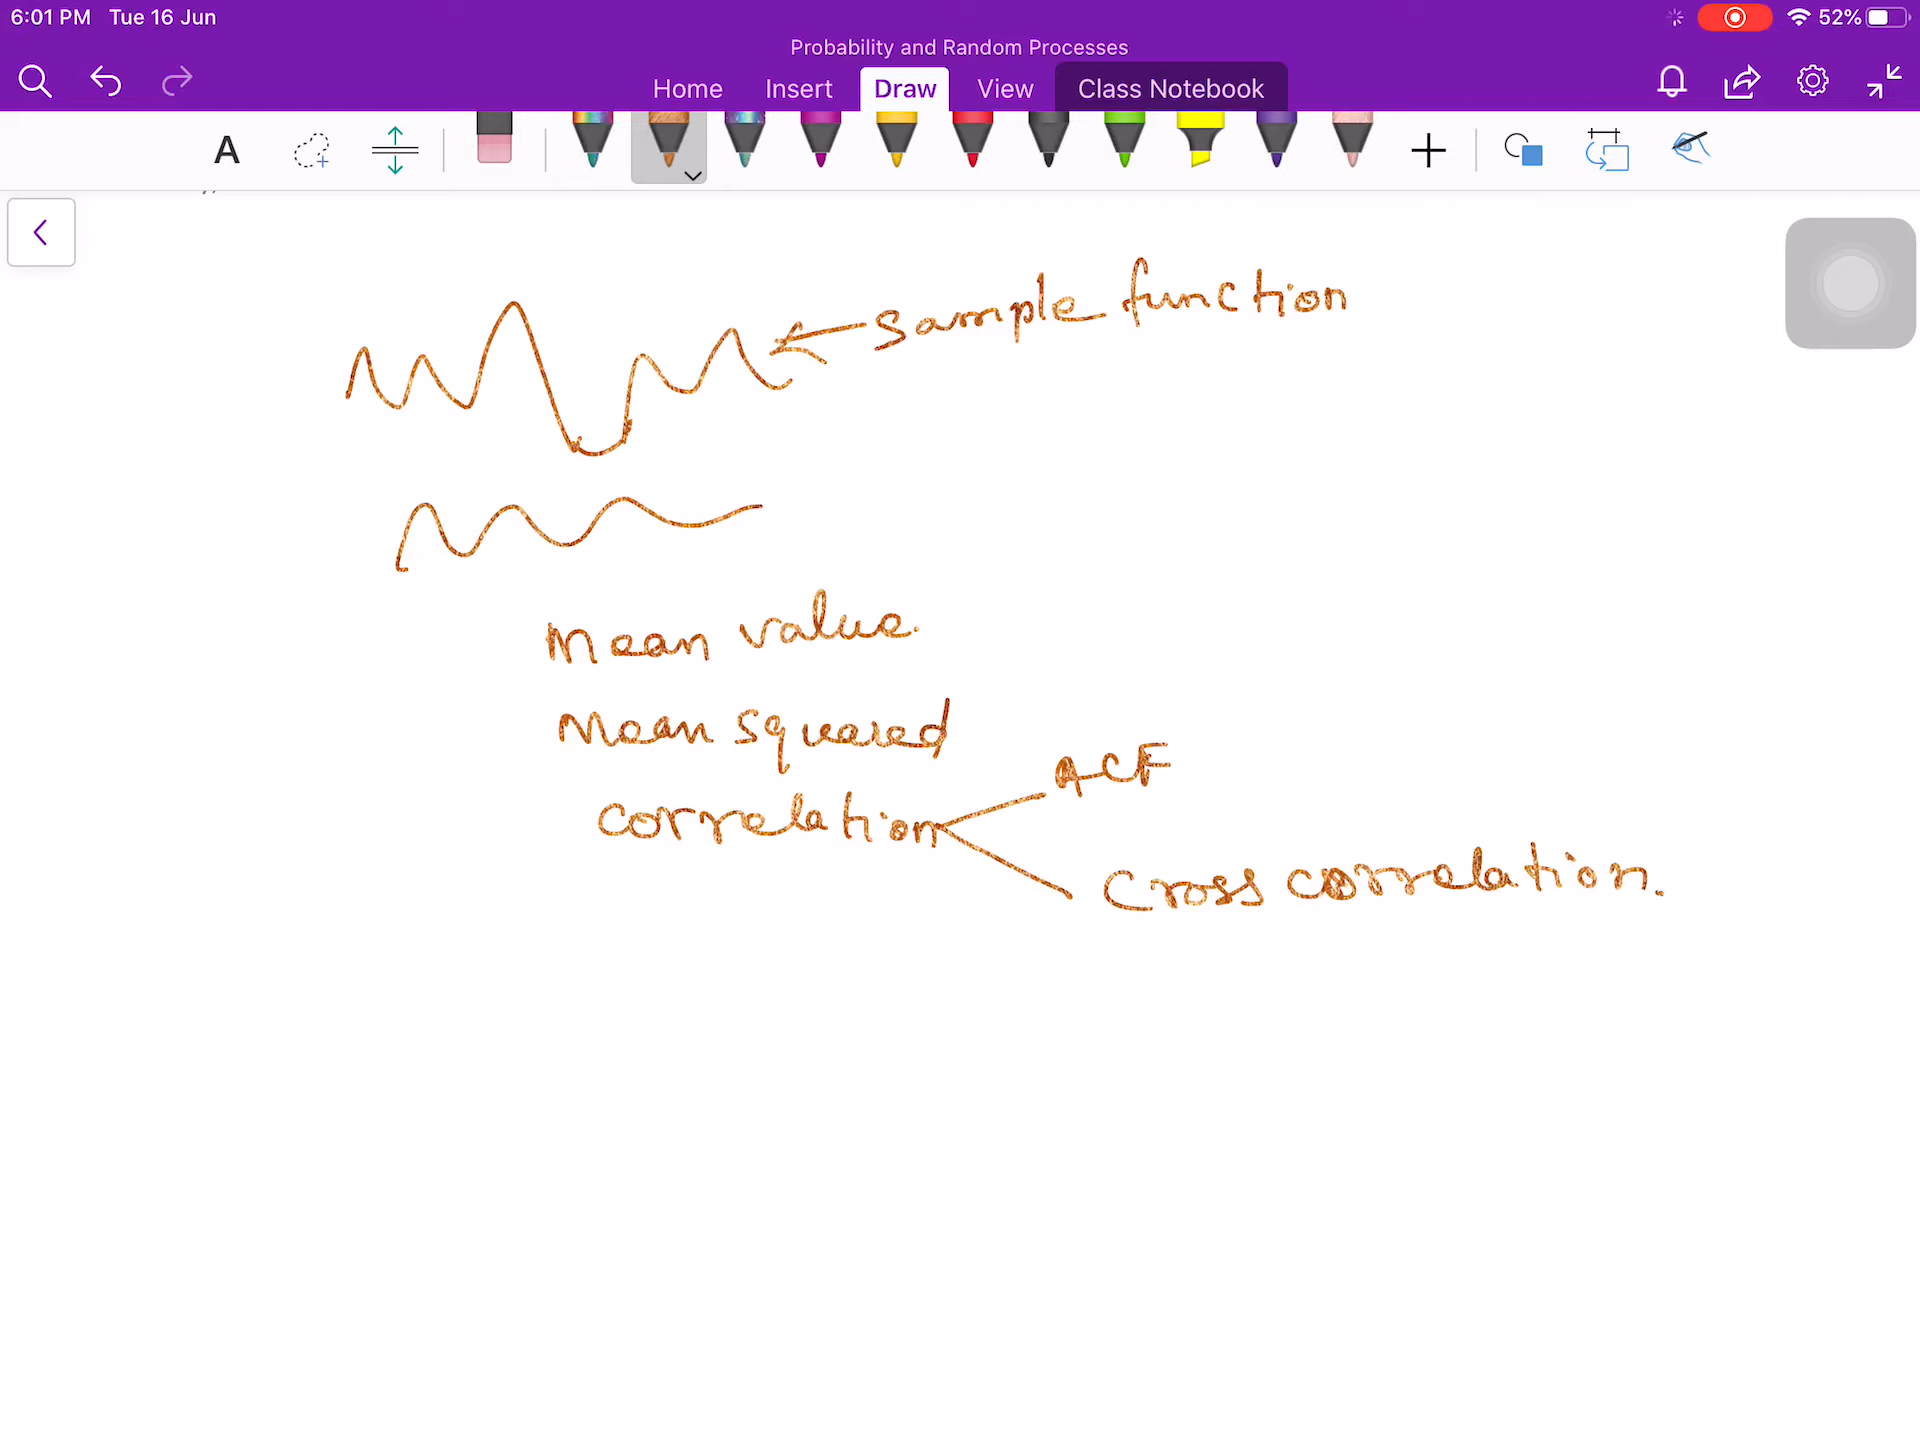 6:01 PM Tue 16 Jun 52%
Probability and Random Processes
Home Insert Draw View Class Notebook
A
Sample function
Mean value.
Mean squared
Correlation
ACF
Cross correlation.